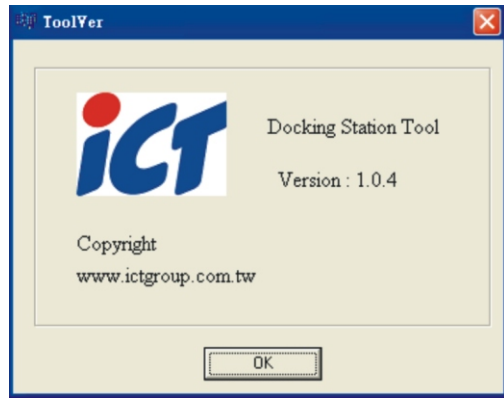 ToolVer
iCT
Docking Station Tool
Version : 1.0.4
Copyright
www.ictgroup.com.tw
OK